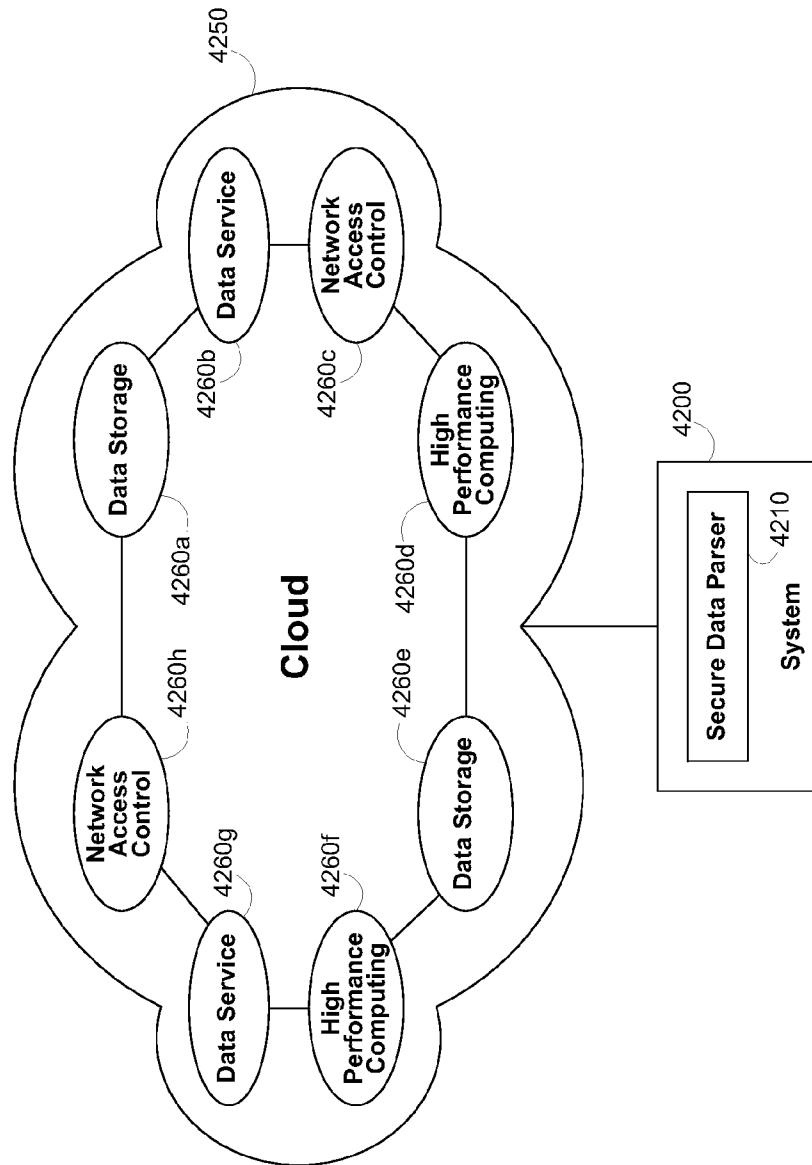 4250
Data Storage
4260a
Data Service
4260b
Network
Access
Control
4260c
High
Performance
Computing
4260d
Cloud
Network
Access
Control
4260h
Data Service
4260g
High
Performance
Computing
4260f
Data Storage
4260e
4200
Secure Data Parser
4210
System